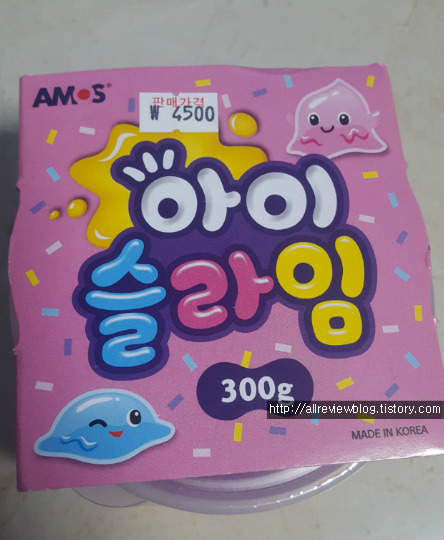 AMOS
판매가격
₩ 4500
아이
슬라임
300g
http://allreviewblog.tistory.com
MADE IN KOREA